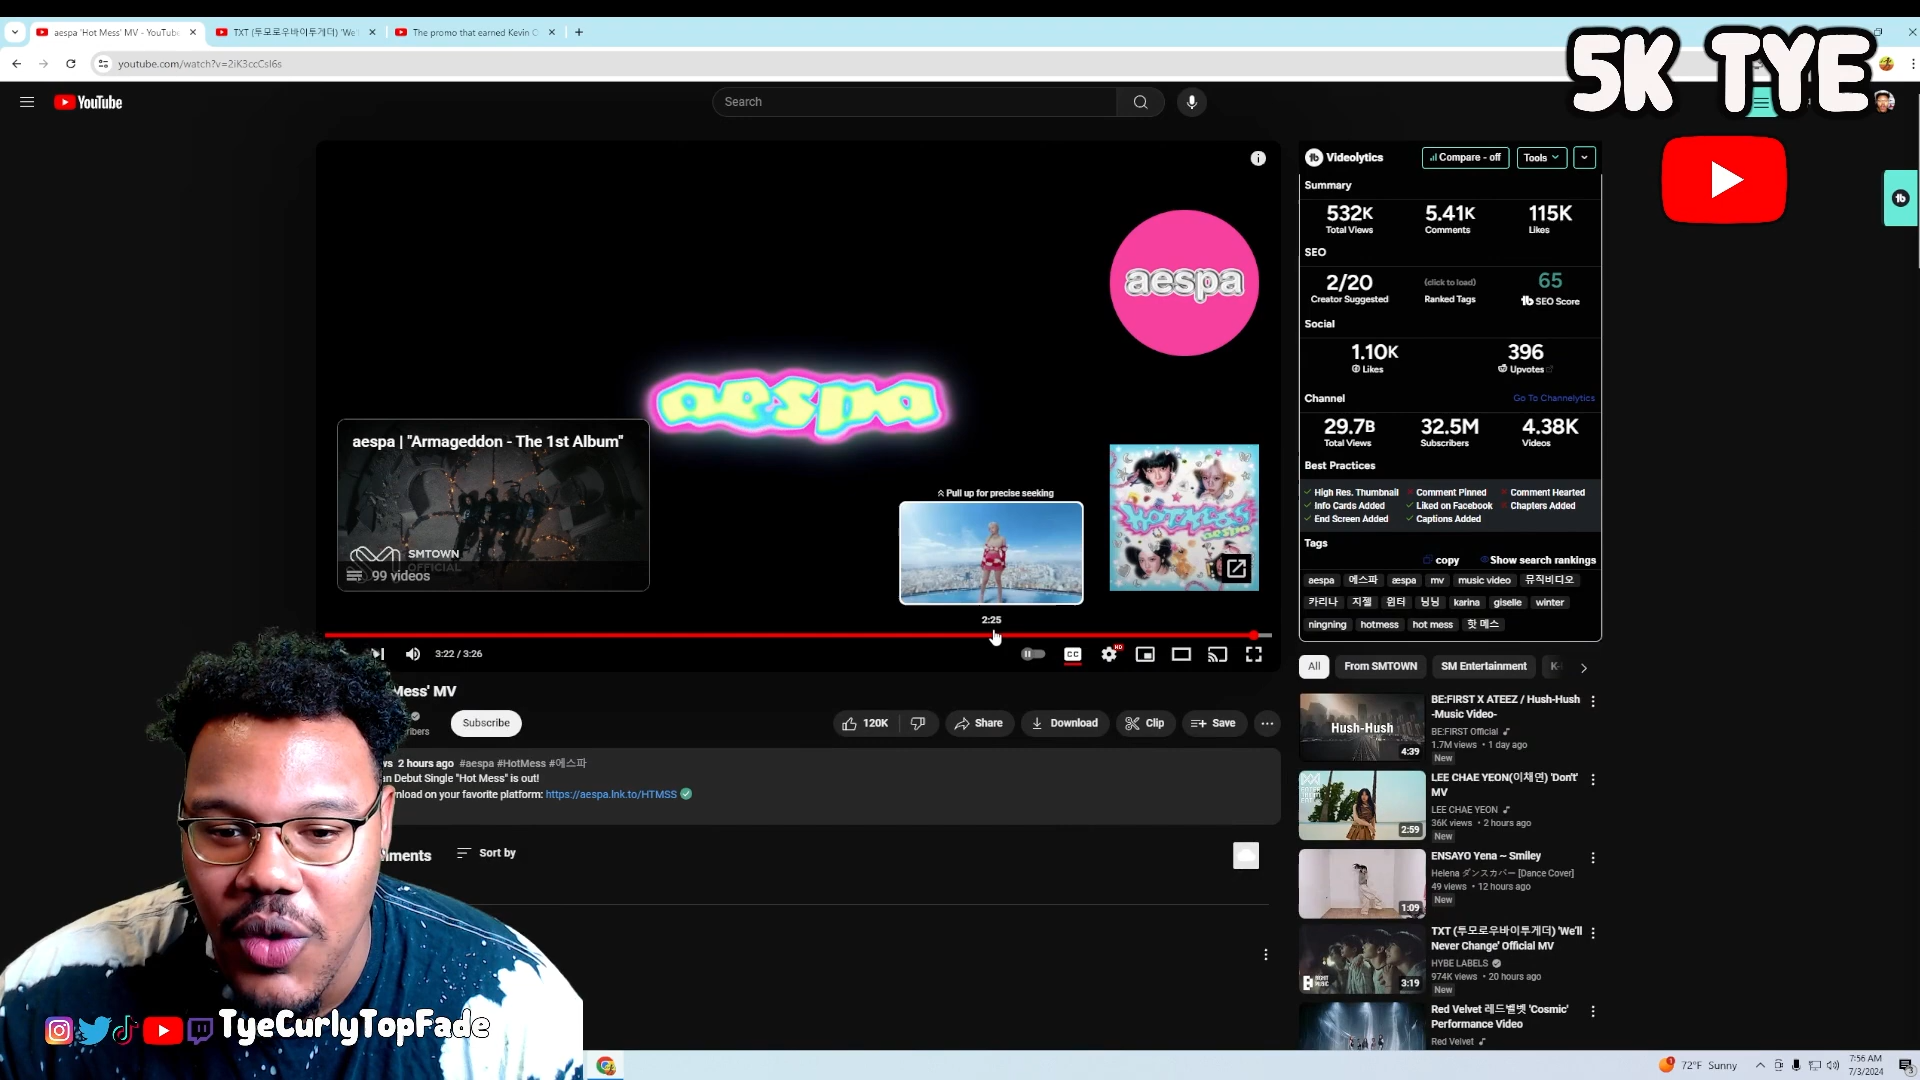 aespa 'Hot Mess' MV - YouTube
TXT (투모로우바이투게더) 'We'
The promo that earned Kevin O
5K TYE
youtube.com/watch?v=2iK3ccCsI6s
YouTube
Search
aespa
aespa
aespa | "Armageddon - The 1st Album"
SMTOWN
OFFICIAL
99 videos
Pull up for precise seeking
HOT MESS
aespa
2:25
3:22 / 3:26
CC
HD
Mess' MV
Subscribe
120K
Share
Download
Clip
Save
2 hours ago #aespa #HotMess #에스파
an Debut Single "Hot Mess" is out!
nload on your favorite platform: https://aespa.lnk.to/HTMSS
Sort by
TyeCurlyTopFade
tb Videolytics
Compare - off
Tools
Summary
532K
5.41K
115K
Total Views
Comments
Likes
SEO
2/20
(click to load)
65
Creator Suggested
Ranked Tags
tb SEO Score
Social
1.10K
396
Likes
Upvotes
Channel
Go To Channelytics
29.7B
32.5M
4.38K
Total Views
Subscribers
Videos
Best Practices
High Res. Thumbnail
Comment Pinned
Comment Hearted
Info Cards Added
Liked on Facebook
Chapters Added
End Screen Added
Captions Added
Tags
copy
Show search rankings
aespa 에스파 æspa mv music video 뮤직비디오
카리나 지젤 윈터 닝닝 karina giselle winter
ningning hotmess hot mess 핫 메스
All
From SMTOWN
SM Entertainment
K-
Hush-Hush
4:39
BE:FIRST X ATEEZ / Hush-Hush
-Music Video-
BE:FIRST Official
1.7M views • 1 day ago
New
2:59
LEE CHAE YEON(이채연) 'Don't'
MV
LEE CHAE YEON
36K views • 2 hours ago
New
1:09
ENSAYO Yena ~ Smiley
Helena ダンスカバー [Dance Cover]
49 views • 12 hours ago
New
3:19
TXT (투모로우바이투게더) 'We'll
Never Change' Official MV
HYBE LABELS
974K views • 20 hours ago
New
Red Velvet 레드벨벳 'Cosmic'
Performance Video
Red Velvet
72°F Sunny
7:56 AM
7/3/2024